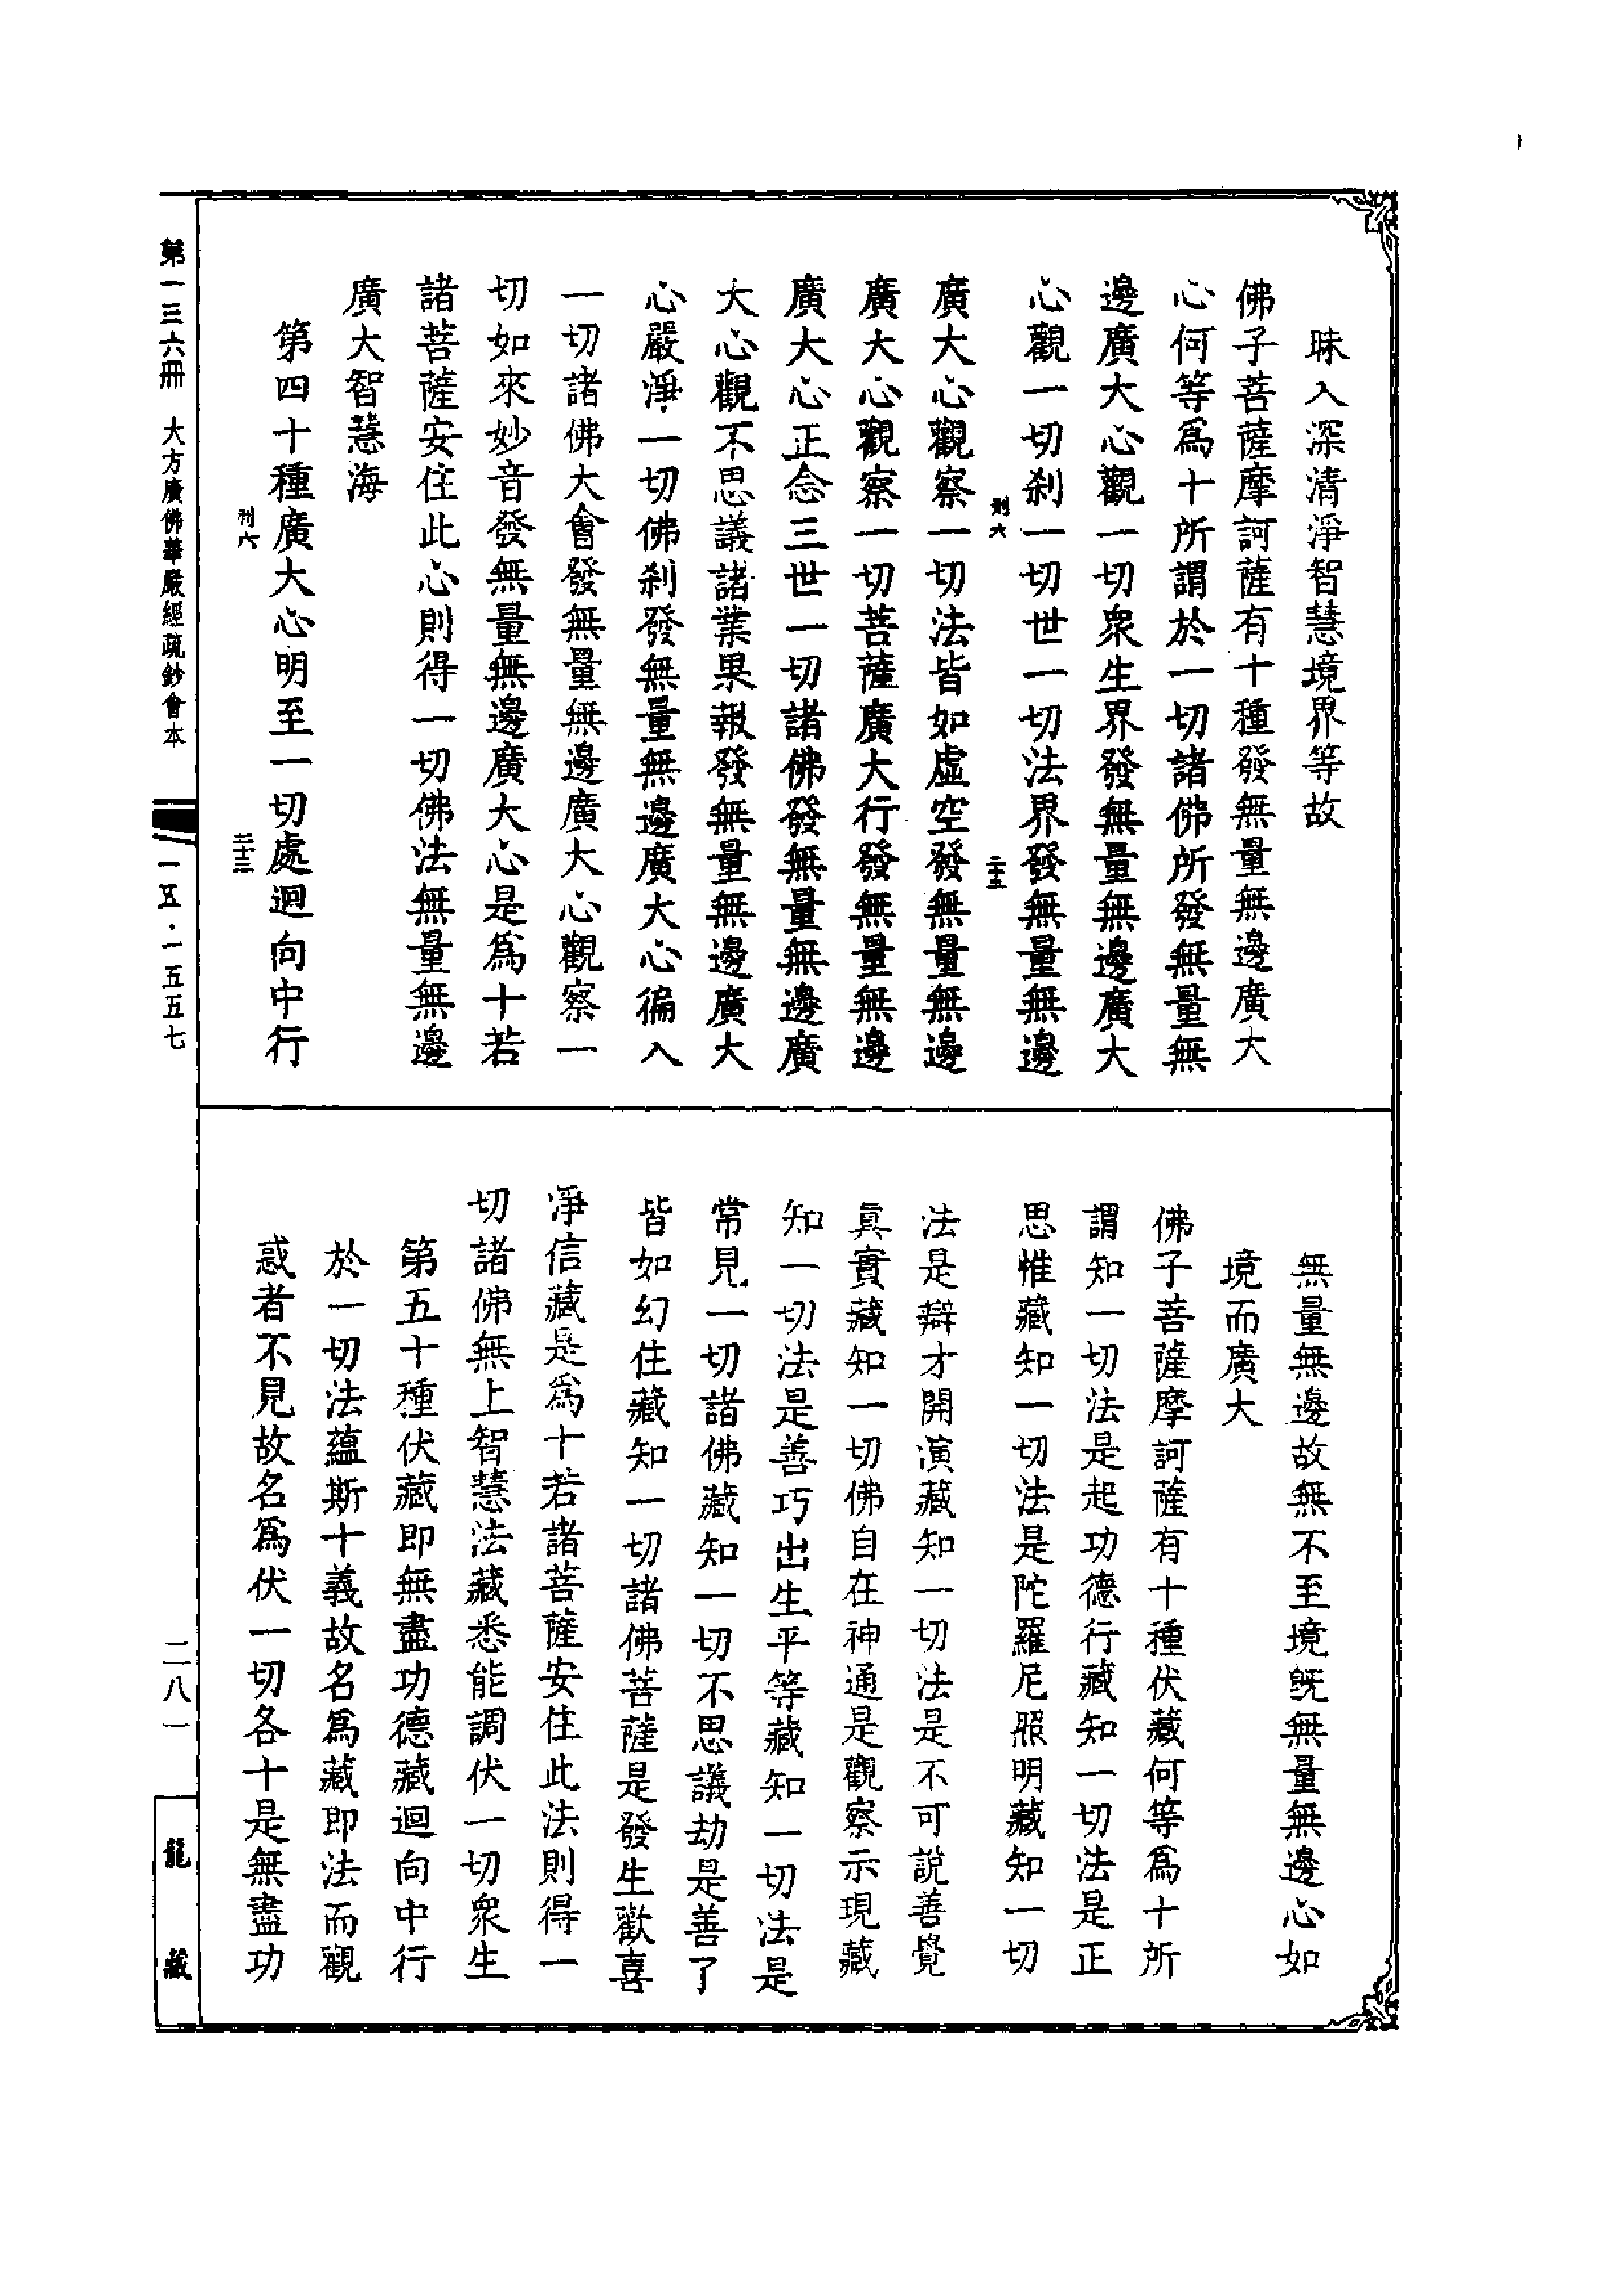 昧入深清淨智慧境界等故
佛子菩薩摩訶薩有十種發無量無邊廣大
心何等爲十所謂於一切諸佛所發無量無
邊廣大心觀一切衆生界發無量無邊廣大
心觀一切刹一切世一切法界發無量無邊
廣大心觀察一切法皆如虛空發無量無邊
廣大心觀察一切菩薩廣大行發無量無邊
廣大心正念三世一切諸佛發無量無邊廣
大心觀不思議諸業果報發無量無邊廣大
心嚴淨一切佛刹發無量無邊廣大心徧入
一切諸佛大會發無量無邊廣大心觀察一
切如來妙音發無量無邊廣大心是爲十若
諸菩薩安住此心則得一切佛法無量無邊
廣大智慧海
第四十種廣大心明至一切處迴向中行
無量無邊故無不至境旣無量無邊心如
境而廣大
佛子菩薩摩訶薩有十種伏藏何等爲十所
謂知一切法是起功德行藏知一切法是正
思惟藏知一切法是陀羅尼照明藏知一切
法是辯才開演藏知一切法是不可說善覺
眞實藏知一切佛自在神通是觀察示現藏
知一切法是善巧出生平等藏知一切法是
常見一切諸佛藏知一切不思議劫是善了
皆如幻住藏知一切諸佛菩薩是發生歡喜
淨信藏是爲十若諸菩薩安住此法則得一
切諸佛無上智慧法藏悉能調伏一切衆生
第五十種伏藏即無盡功德藏迴向中行
於一切法蘊斯十義故名爲藏即法而觀
惑者不見故名爲伏一切各十是無盡功
第一三六冊 大方廣佛華嚴經疏鈔會本
一五·一五五七
二八一
龍藏